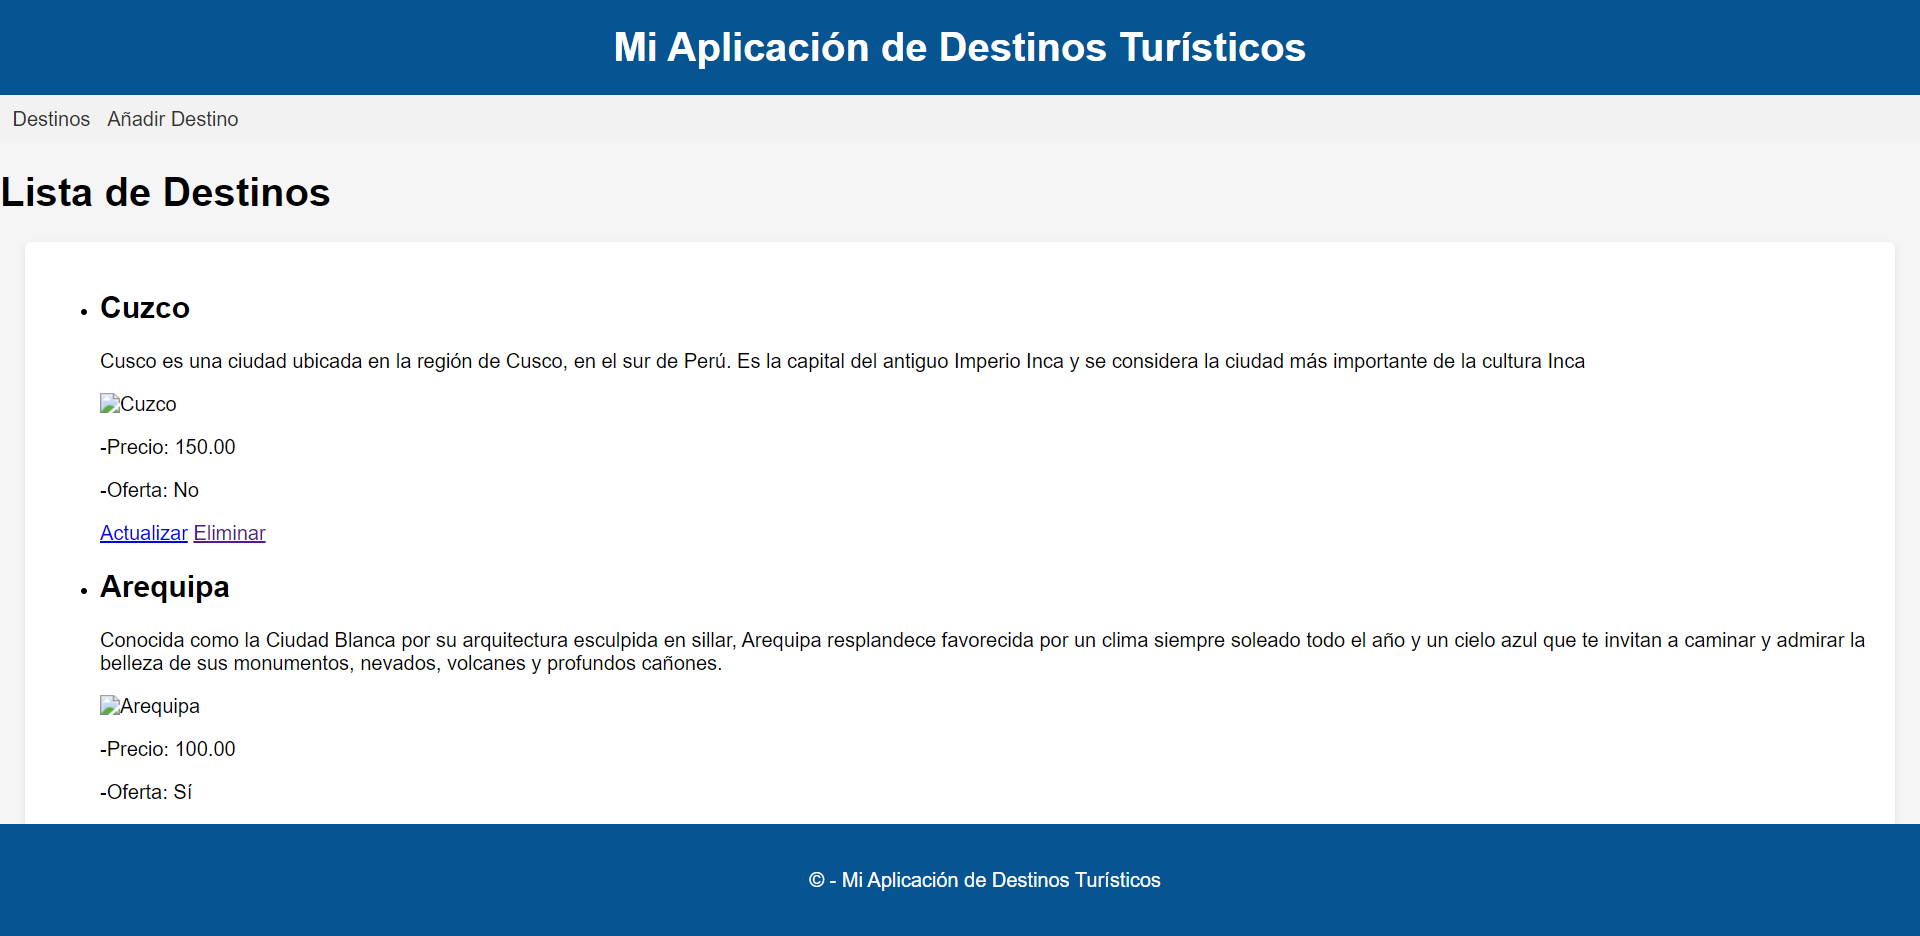 Mi Aplicación de Destinos Turísticos
Destinos Añadir Destino
Lista de Destinos
Cuzco
Cusco es una ciudad ubicada en la región de Cusco, en el sur de Perú. Es la capital del antiguo Imperio Inca y se considera la ciudad más importante de la cultura Inca
Cuzco
-Precio: 150.00
-Oferta: No
Actualizar Eliminar
Arequipa
Conocida como la Ciudad Blanca por su arquitectura esculpida en sillar, Arequipa resplandece favorecida por un clima siempre soleado todo el año y un cielo azul que te invitan a caminar y admirar la
belleza de sus monumentos, nevados, volcanes y profundos cañones.
Arequipa
-Precio: 100.00
-Oferta: Sí
© - Mi Aplicación de Destinos Turísticos